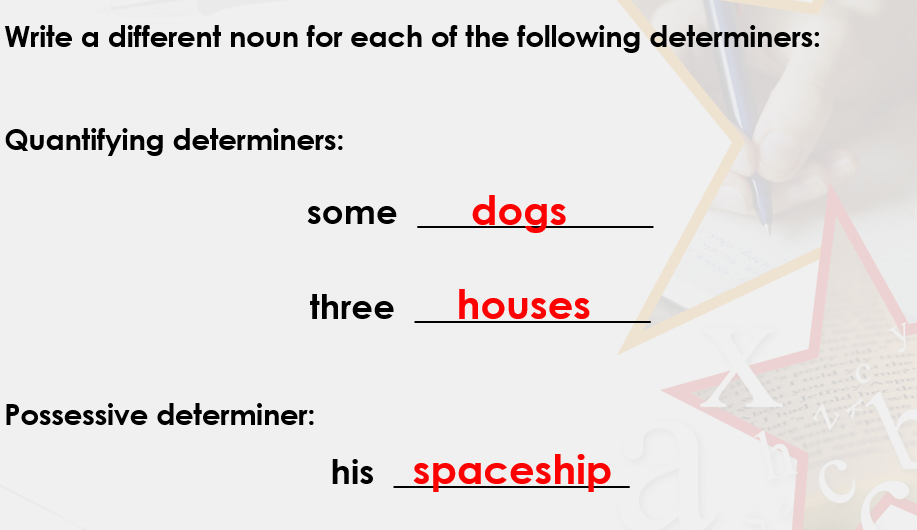 Write a different noun for each of the following determiners:
Quantifying determiners:
some dogs
three houses
Possessive determiner:
his spaceship